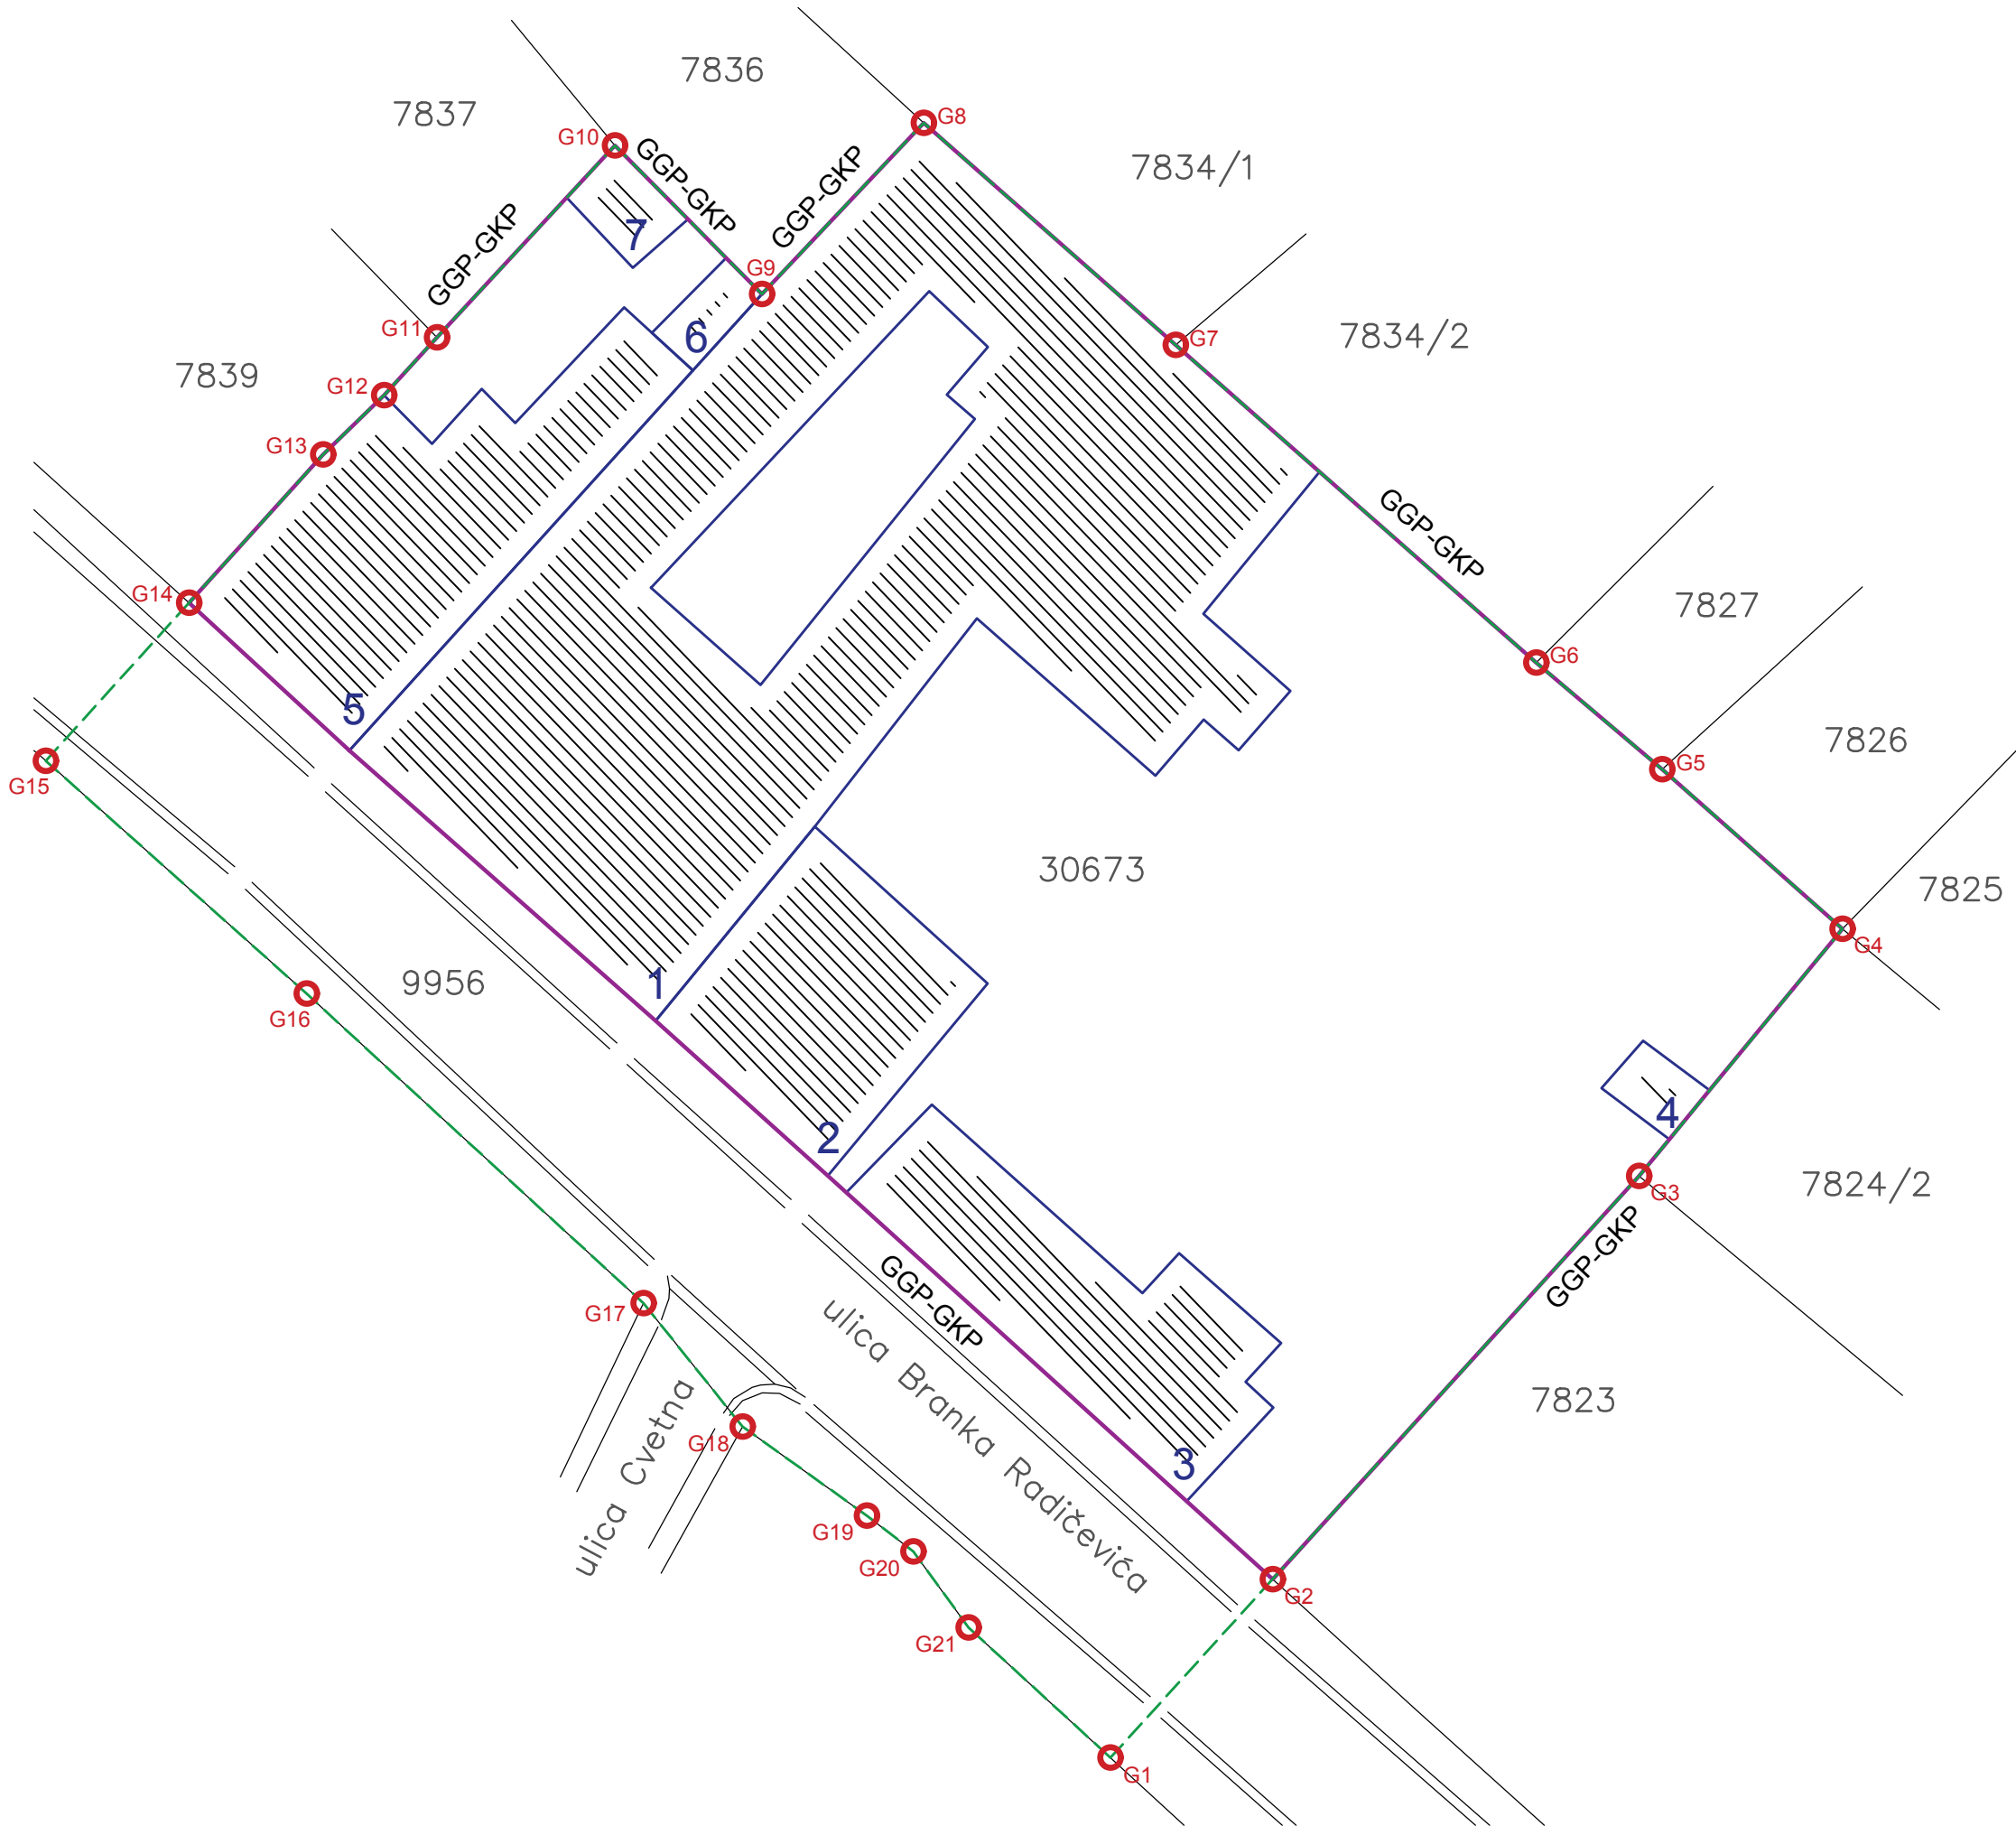 7836
7837
G8
G10
GGP-GKP
GGP-GKP
7834/1
GGP-GKP
7
G9
G11
6
G7
7834/2
7839
G12
G13
GGP-GKP
G14
7827
G6
5
7826
G5
G15
30673
7825
G4
9956
1
G16
4
2
7824/2
G3
GGP-GKP
GGP-GKP
G17
ulica Branka Radičevića
7823
ulica Cvetna
G18
3
G19
G20
G2
G21
G1